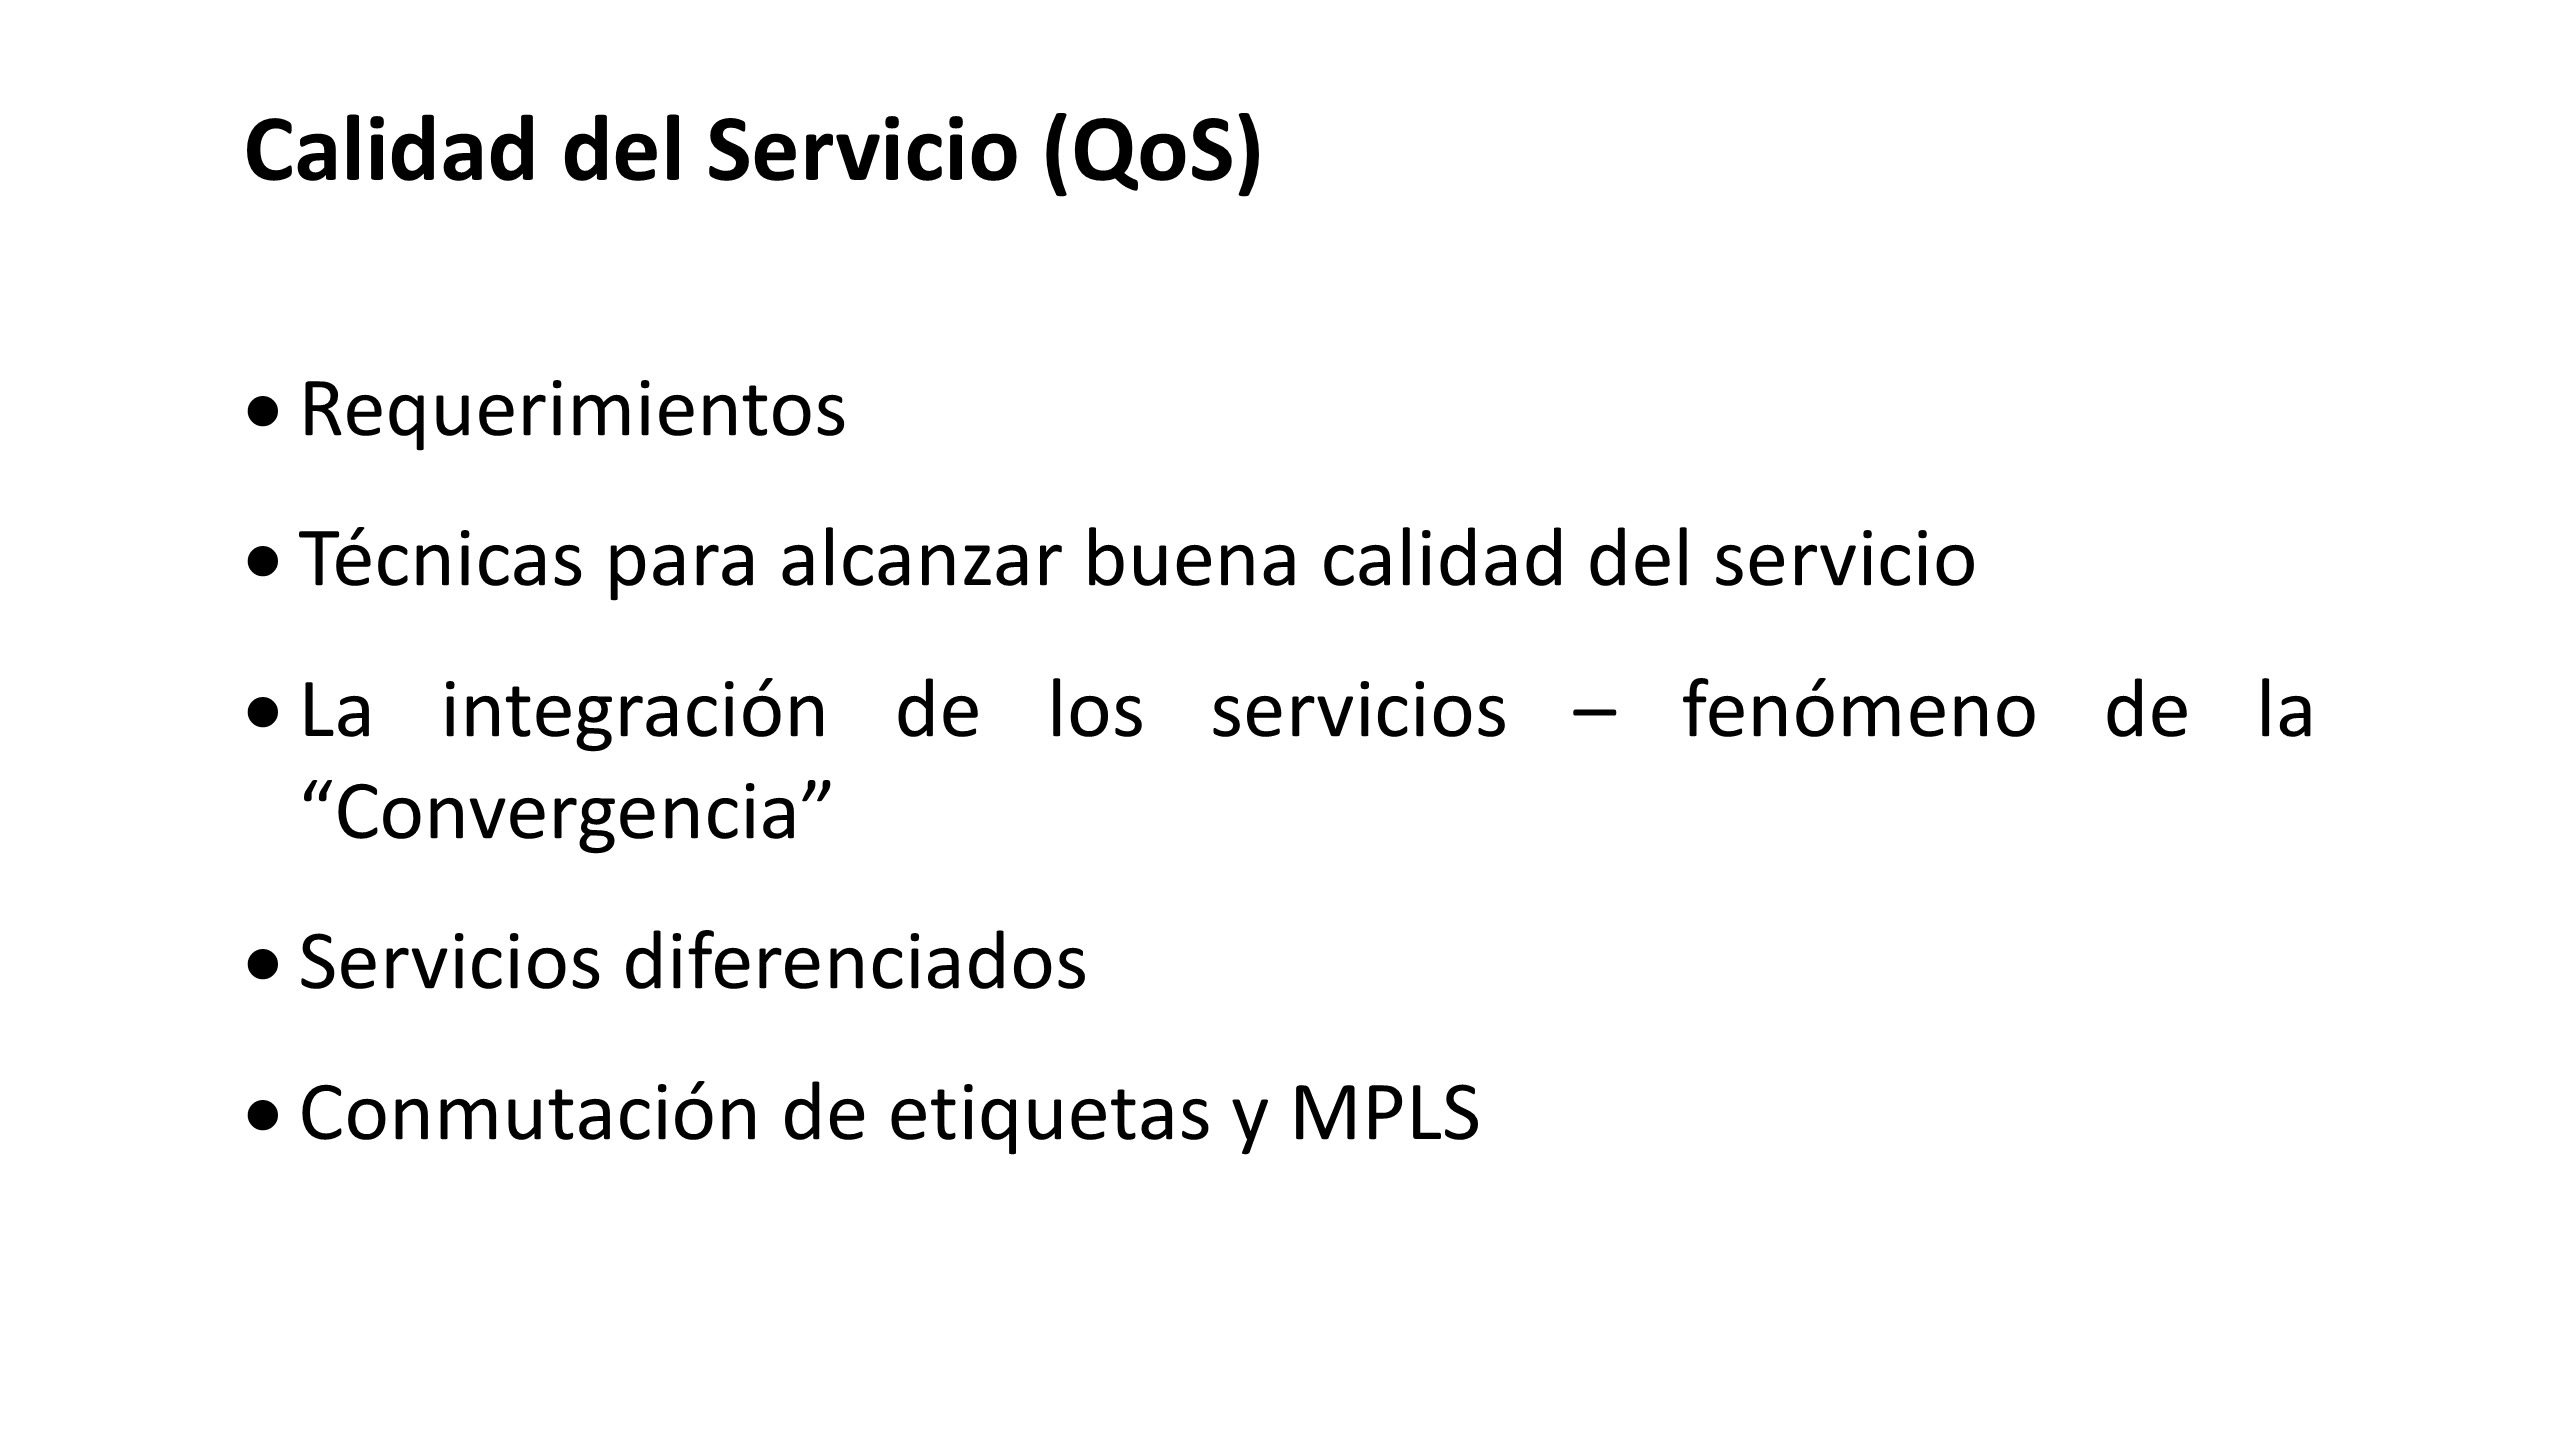 Calidad del Servicio (QoS)
• Requerimientos
• Técnicas para alcanzar buena calidad del servicio
• La integración de los servicios – fenómeno de la
“Convergencia”
• Servicios diferenciados
• Conmutación de etiquetas y MPLS